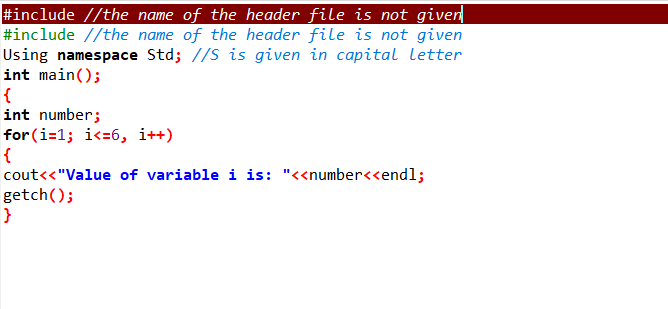 #include //the name of the header file is not given
#include //the name of the header file is not given
Using namespace Std; //S is given in capital letter
int main();
{
int number;
for(i=1; i<=6, i++)
{
cout<<"Value of variable i is: "<<number<<endl;
getch();
}